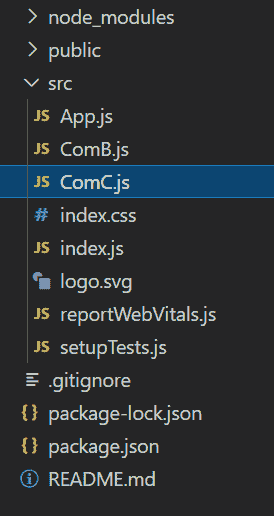 node_modules
public
src
JS App.js
JS ComB.js
JS ComC.js
# index.css
JS index.js
logo.svg
JS reportWebVitals.js
JS setupTests.js
.gitignore
{} package-lock.json
{} package.json
README.md